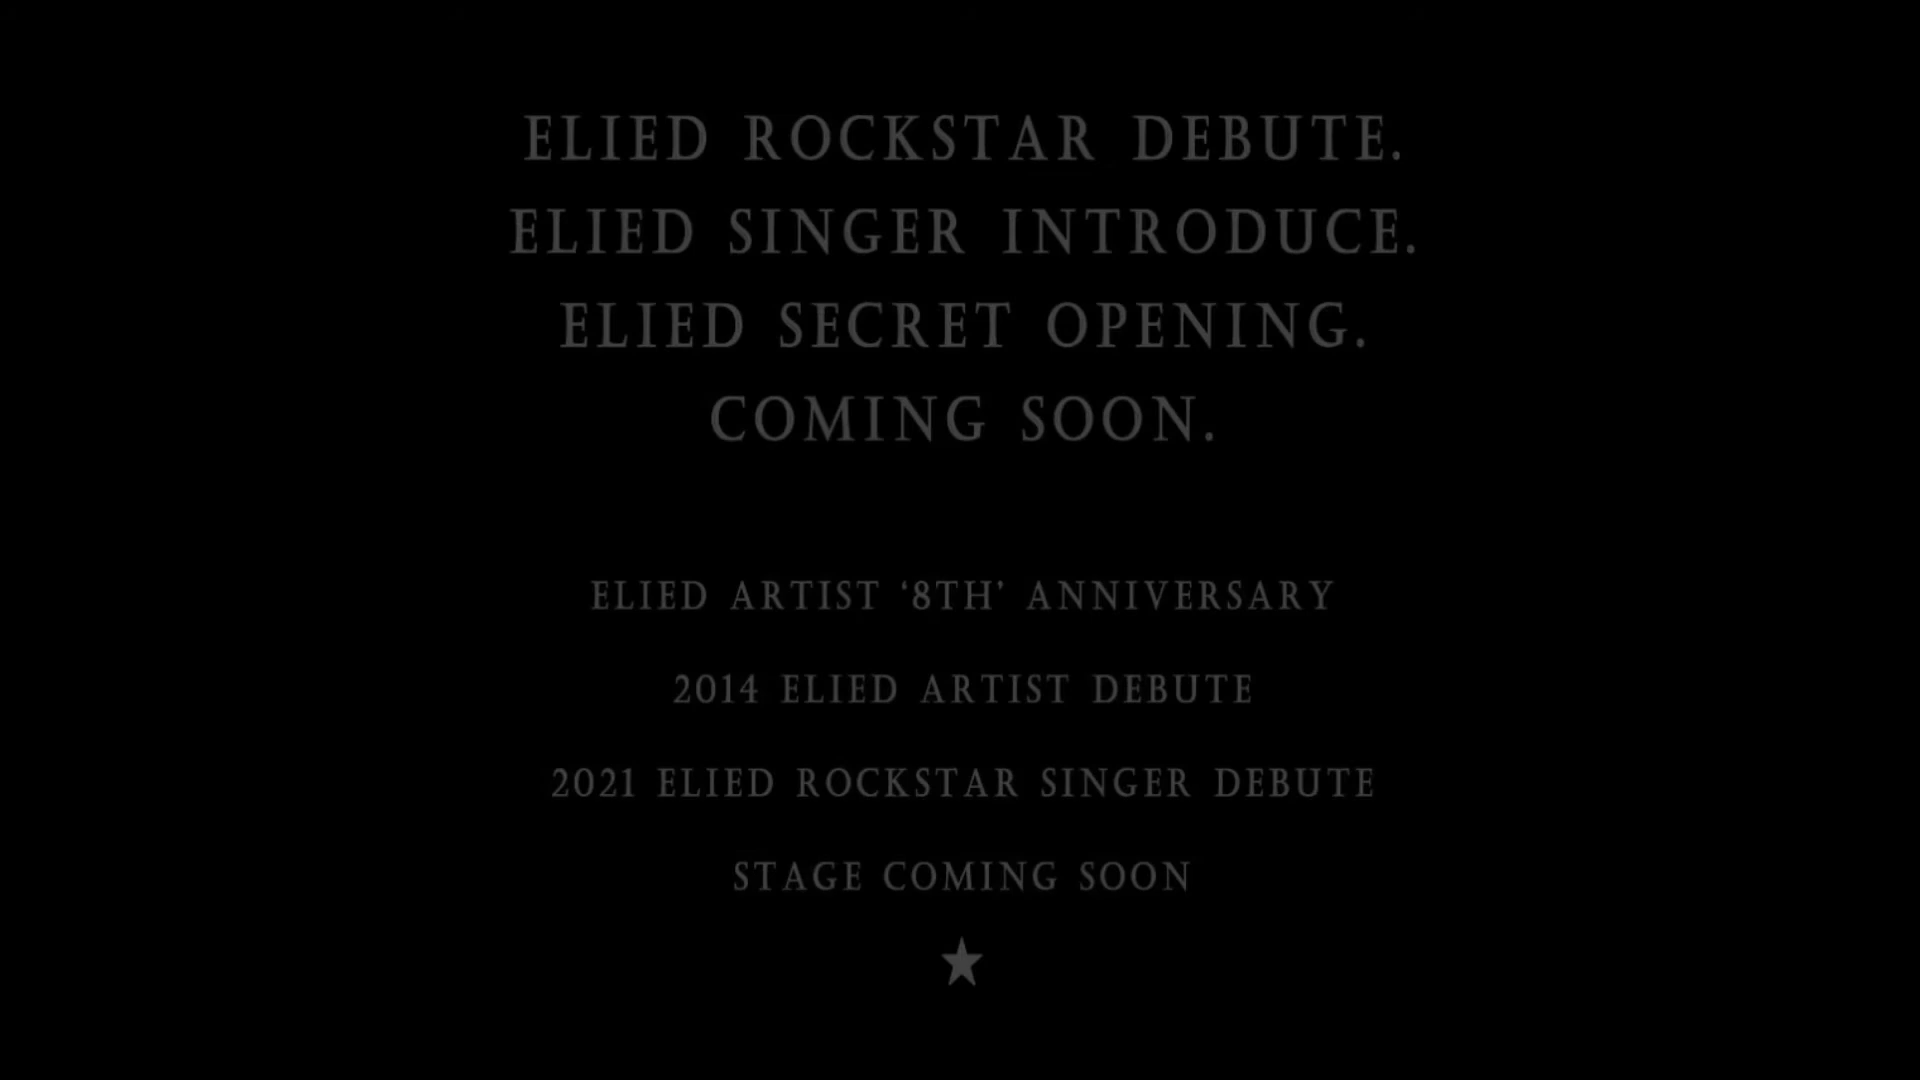 ELIED ROCKSTAR DEBUTE.
ELIED SINGER INTRODUCE.
ELIED SECRET OPENING.
COMING SOON.
ELIED ARTIST ‘8TH’ ANNIVERSARY
2014 ELIED ARTIST DEBUTE
2021 ELIED ROCKSTAR SINGER DEBUTE
STAGE COMING SOON
★